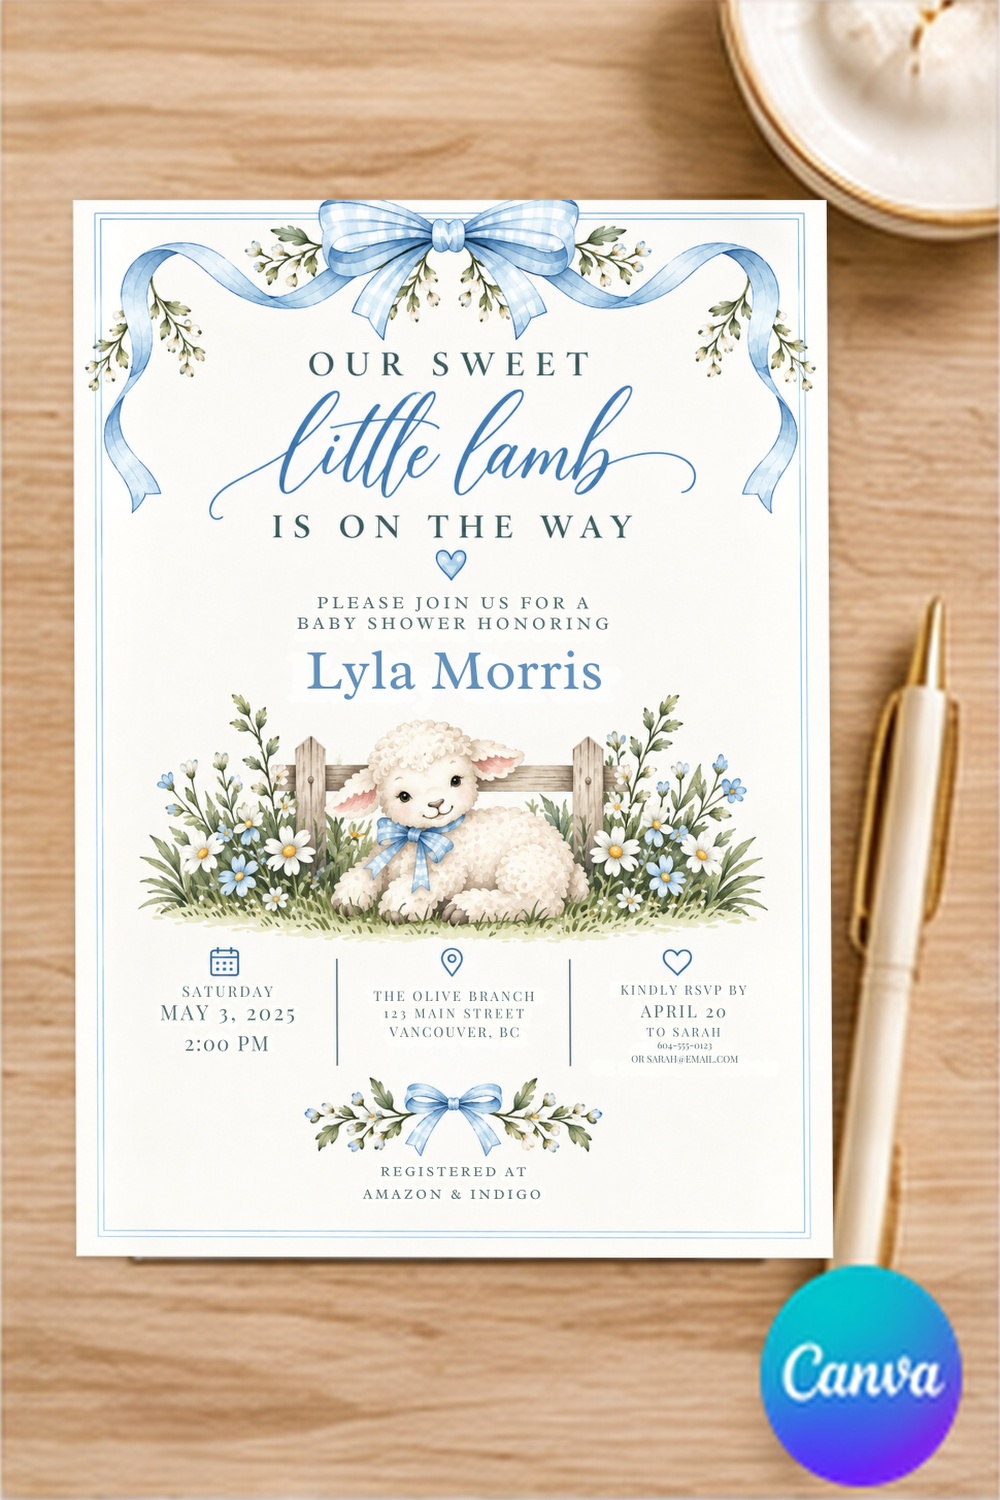 OUR SWEET
little lamb
IS ON THE WAY
PLEASE JOIN US FOR A
BABY SHOWER HONORING
Lyla Morris
SATURDAY
MAY 3, 2025
2:00 PM
THE OLIVE BRANCH
123 MAIN STREET
VANCOUVER, BC
KINDLY RSVP BY
APRIL 20
TO SARAH
604-555-0123
OR SARAH@EMAIL.COM
REGISTERED AT
AMAZON & INDIGO
Canva